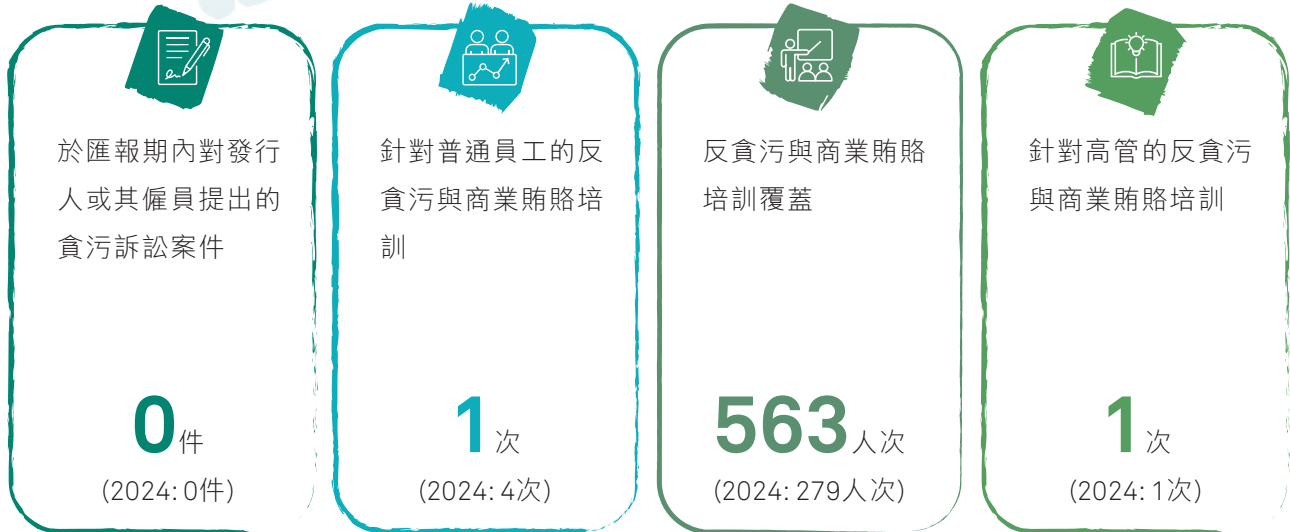 於匯報期內對發行
人或其僱員提出的
貪污訴訟案件
0件
(2024: 0件)
針對普通員工的反
貪污與商業賄賂培
訓
1次
(2024: 4次)
反貪污與商業賄賂
培訓覆蓋
563人次
(2024: 279人次)
針對高管的反貪污
與商業賄賂培訓
1次
(2024: 1次)